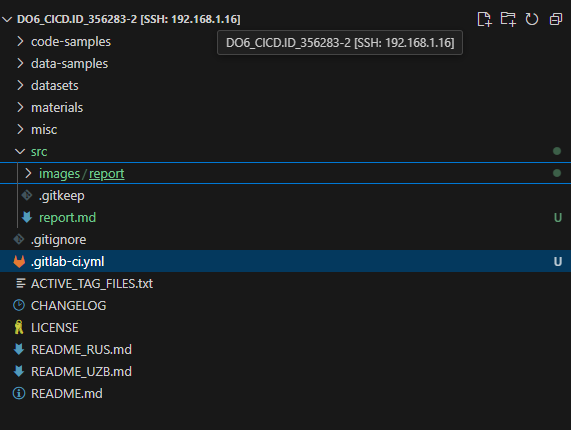 DO6_CICD.ID_356283-2 [SSH: 192.168.1.16]
code-samples
DO6_CICD.ID_356283-2 [SSH: 192.168.1.16]
data-samples
datasets
materials
misc
src
images/report
.gitkeep
report.md U
.gitignore
.gitlab-ci.yml U
ACTIVE_TAG_FILES.txt
CHANGELOG
LICENSE
README_RUS.md
README_UZB.md
README.md